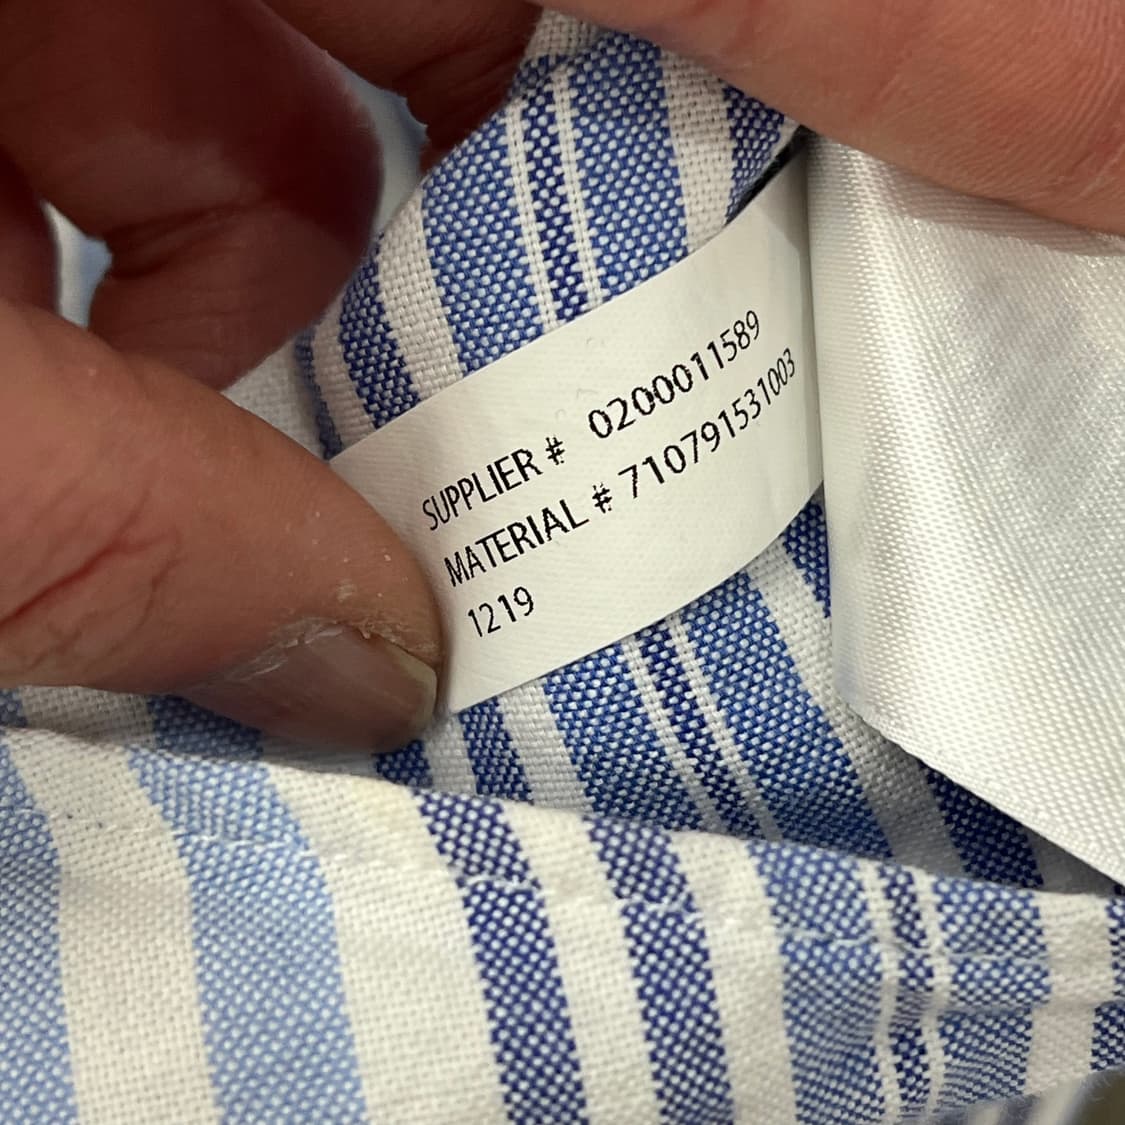 SUPPLIER # 0200011589
MATERIAL # 710791531003
1219